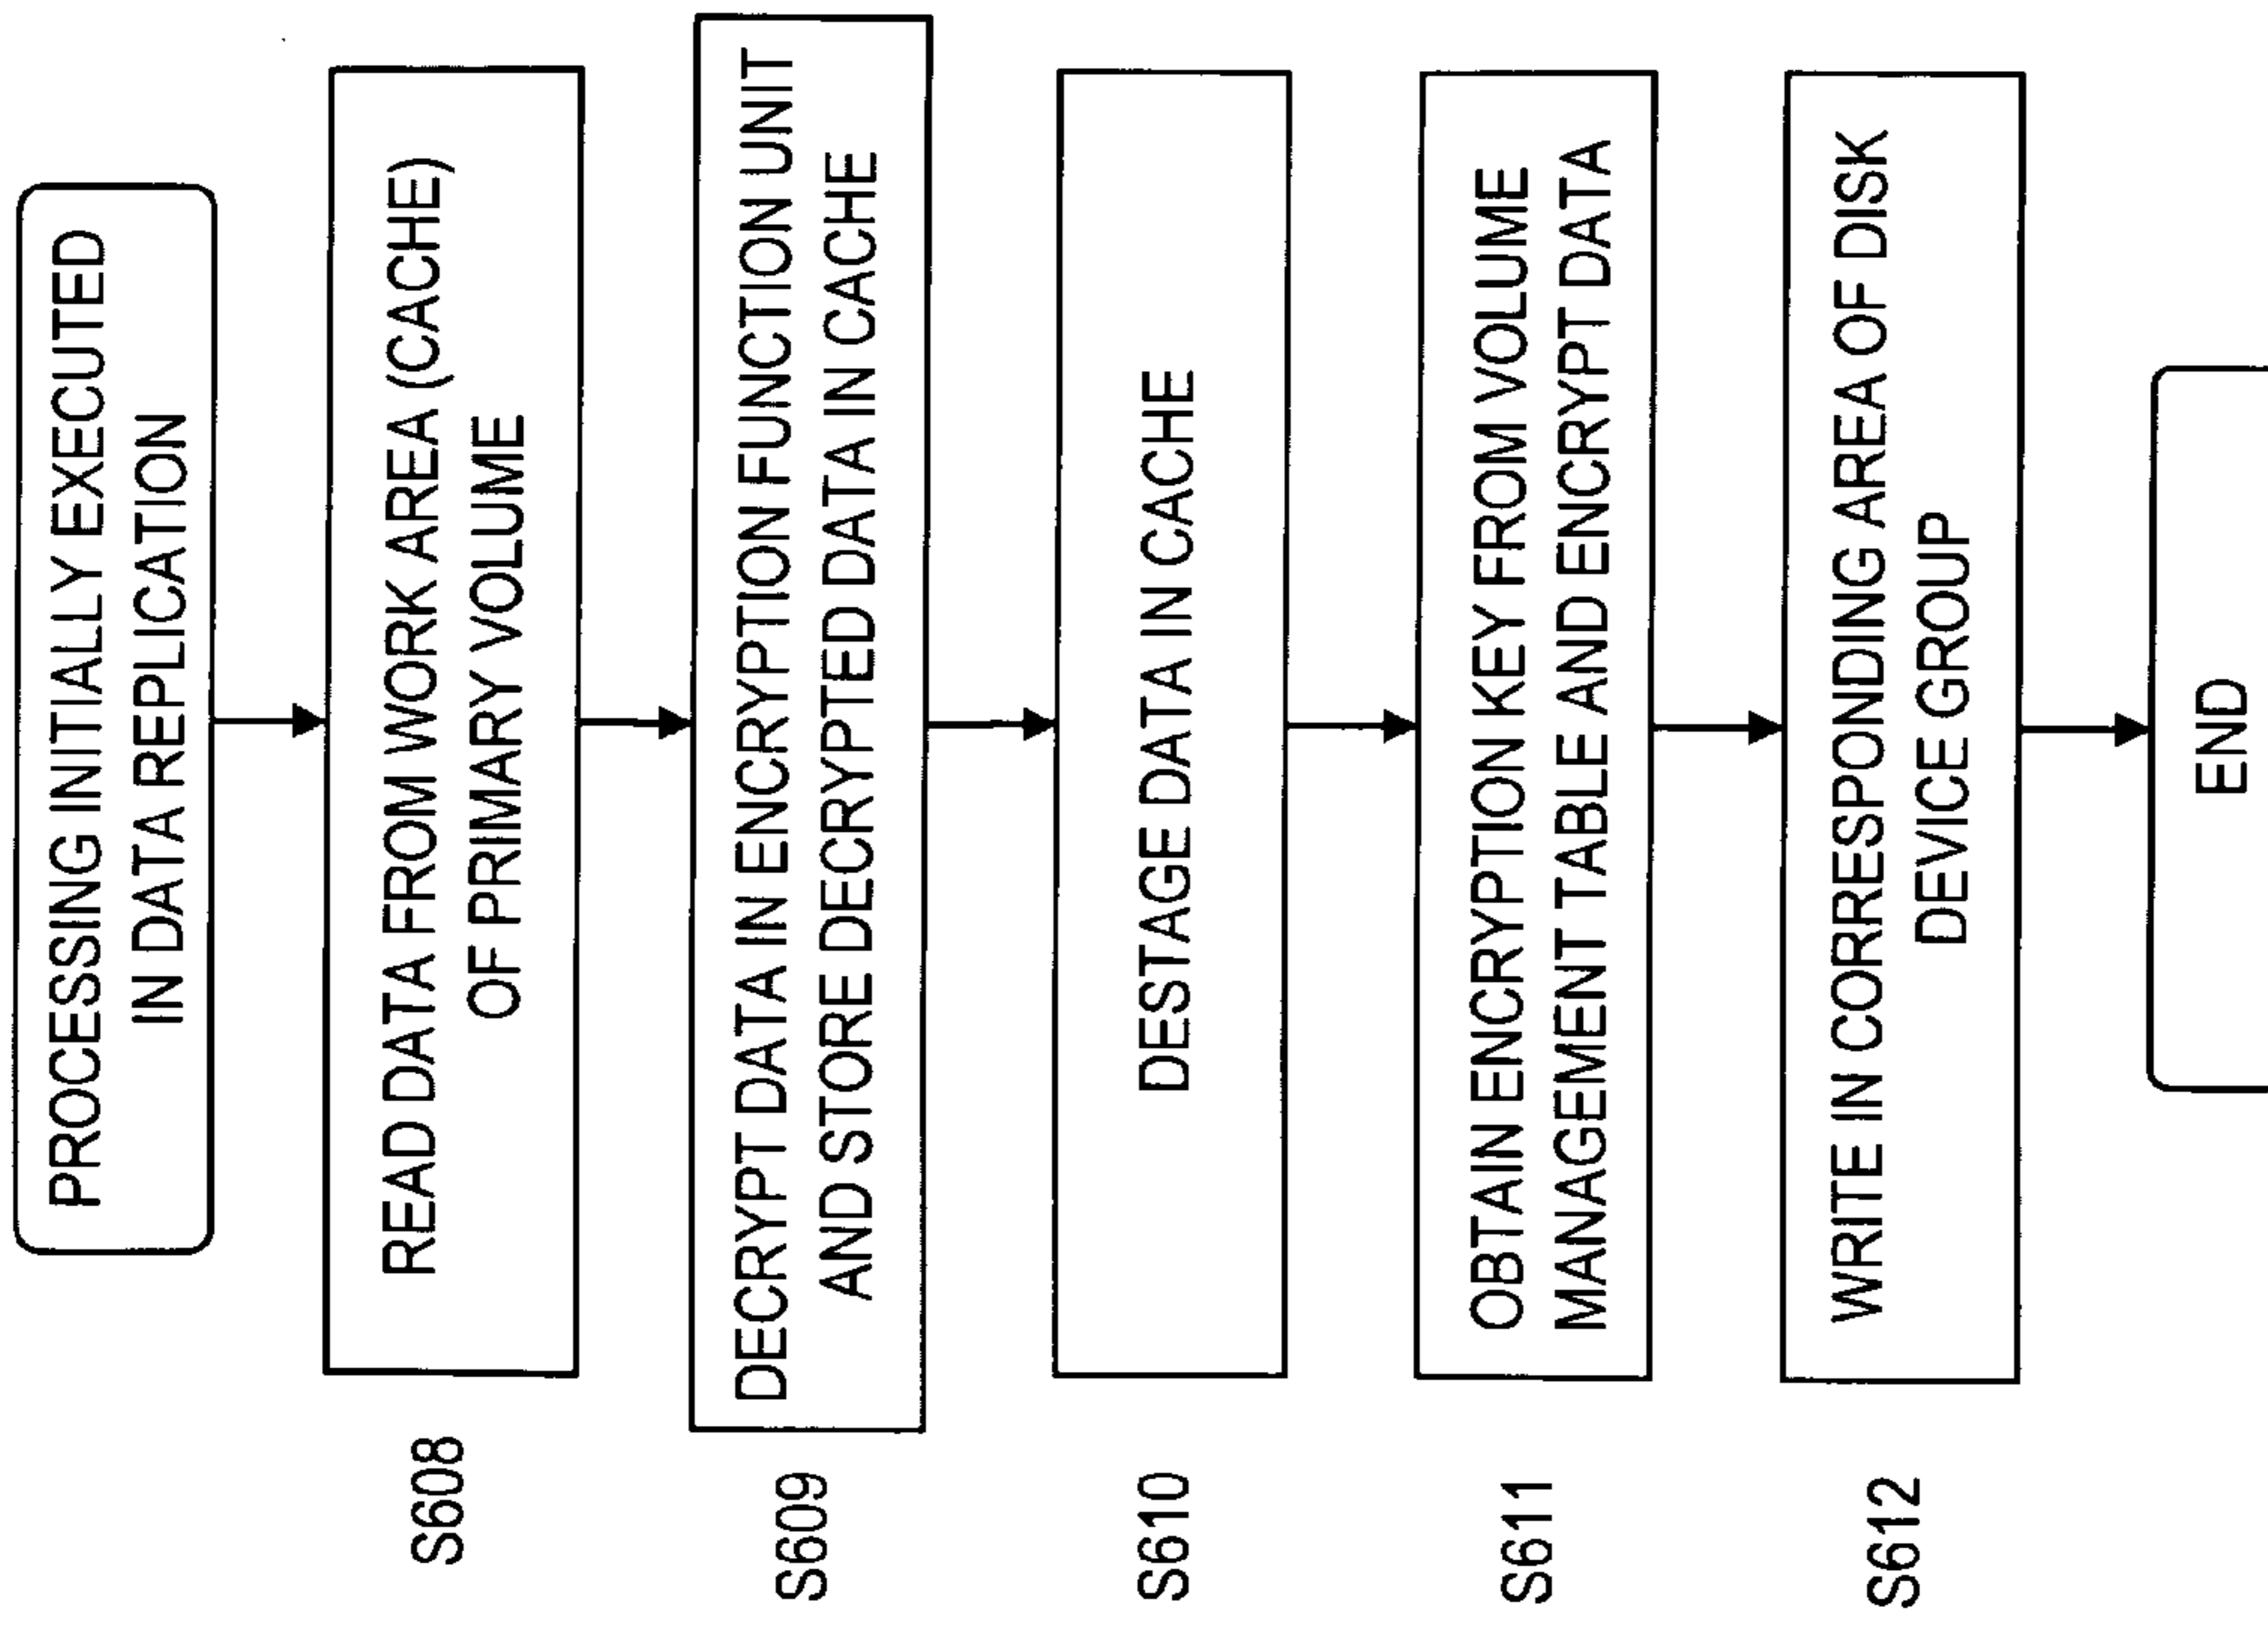 PROCESSING INITIALLY EXECUTED
IN DATA REPLICATION
S608
READ DATA FROM WORK AREA (CACHE)
OF PRIMARY VOLUME
S609
DECRYPT DATA IN ENCRYPTION FUNCTION UNIT
AND STORE DECRYPTED DATA IN CACHE
S610
DESTAGE DATA IN CACHE
S611
OBTAIN ENCRYPTION KEY FROM VOLUME
MANAGEMENT TABLE AND ENCRYPT DATA
S612
WRITE IN CORRESPONDING AREA OF DISK
DEVICE GROUP
END